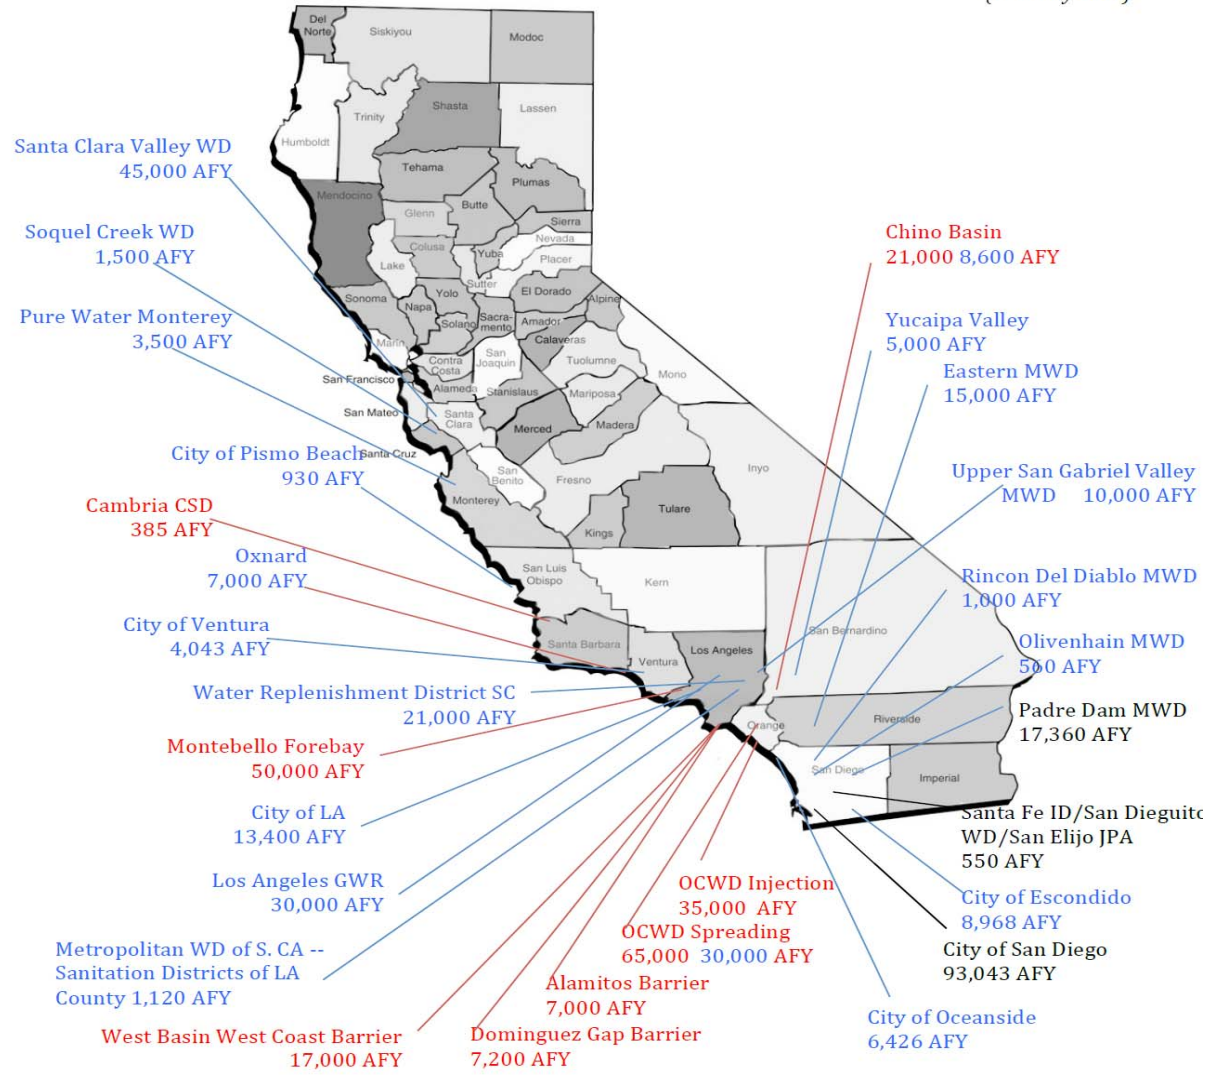 Del
Norte
Siskiyou
Modoc
Humboldt
Trinity
Shasta
Lassen
Santa Clara Valley WD
45,000 AFY
Tehama
Plumas
Mendocino
Glenn
Butte
Sierra
Soquel Creek WD
1,500 AFY
Colusa
Yuba
Nevada
Placer
Chino Basin
21,000 8,600 AFY
Lake
Sutter
Sonoma
Napa
Yolo
El Dorado
Alpine
Pure Water Monterey
3,500 AFY
Solano
Sacra-
mento
Amador
Calaveras
Yucaipa Valley
5,000 AFY
Marin
Contra
Costa
San
Joaquin
Tuolumne
Mono
Eastern MWD
15,000 AFY
San Francisco
Alameda
Stanislaus
Mariposa
San Mateo
Santa
Clara
Merced
Madera
Santa Cruz
City of Pismo Beach
930 AFY
San
Benito
Fresno
Inyo
Upper San Gabriel Valley
MWD 10,000 AFY
Monterey
Tulare
Kings
Cambria CSD
385 AFY
Oxnard
7,000 AFY
San Luis
Obispo
Kern
Rincon Del Diablo MWD
1,000 AFY
City of Ventura
4,043 AFY
Santa Barbara
Ventura
Los Angeles
San Bernardino
Olivenhain MWD
560 AFY
Water Replenishment District SC
21,000 AFY
Padre Dam MWD
17,360 AFY
Orange
Riverside
Montebello Forebay
50,000 AFY
San Diego
Imperial
City of LA
13,400 AFY
Santa Fe ID/San Dieguito
WD/San Elijo JPA
550 AFY
Los Angeles GWR
30,000 AFY
OCWD Injection
35,000 AFY
City of Escondido
8,968 AFY
OCWD Spreading
65,000 30,000 AFY
City of San Diego
93,043 AFY
Metropolitan WD of S. CA --
Sanitation Districts of LA
County 1,120 AFY
Alamitos Barrier
7,000 AFY
City of Oceanside
6,426 AFY
West Basin West Coast Barrier
17,000 AFY
Dominguez Gap Barrier
7,200 AFY